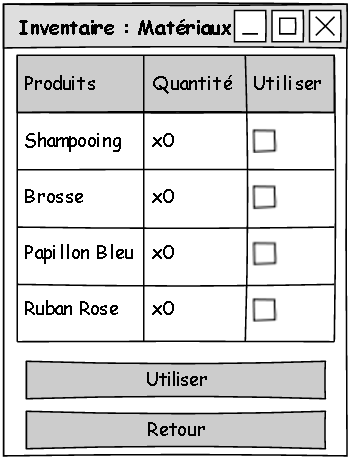 Inventaire : Matériaux
Produits Quantité Utiliser
Shampooing x0
Brosse x0
Papillon Bleu x0
Ruban Rose x0
Utiliser
Retour